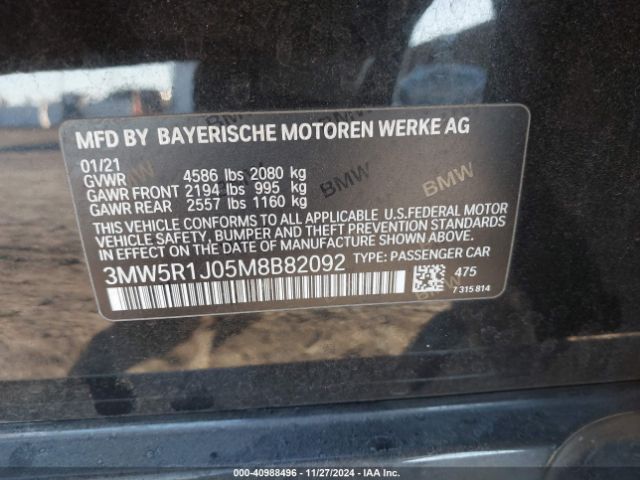 MFD BY BAYERISCHE MOTOREN WERKE AG
01/21
GVWR 4586 lbs 2080 kg
GAWR FRONT 2194 lbs 995 kg
GAWR REAR 2557 lbs 1160 kg
THIS VEHICLE CONFORMS TO ALL APPLICABLE U.S.FEDERAL MOTOR
VEHICLE SAFETY, BUMPER AND THEFT PREVENTION STANDARDS
IN EFFECT ON THE DATE OF MANUFACTURE SHOWN ABOVE.
3MW5R1J05M8B82092 TYPE: PASSENGER CAR
475
7 315 814
BMW
BMW
BMW
BMW
BMW
BMW
000-40988496 - 11/27/2024 - IAA Inc.